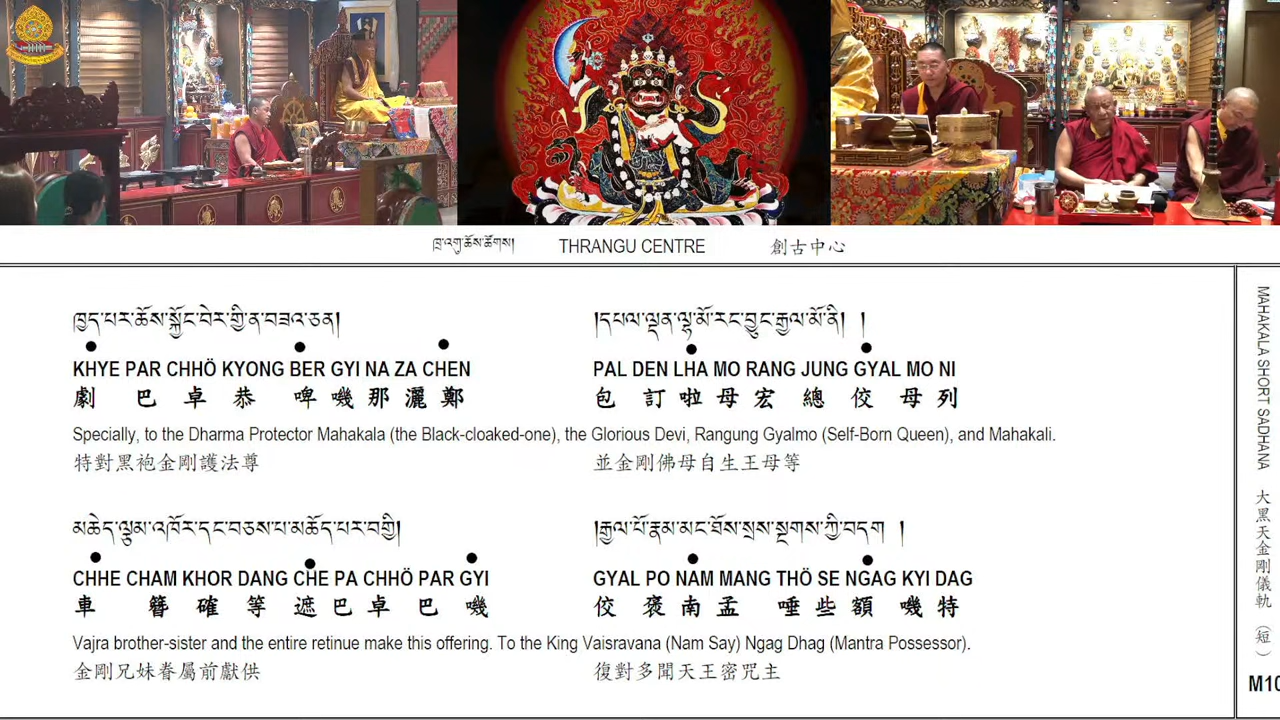 ཁྲ་འགུ་ཆོས་ཚོགས། THRANGU CENTRE 創古中心
ཁྱད་པར་ཆོས་སྐྱོང་བེར་གྱི་ན་བཟའ་ཅན། །དཔལ་ལྡན་ལྷ་མོ་རང་བྱུང་རྒྱལ་མོ་ནི། །
KHYE PAR CHHÖ KYONG BER GYI NA ZA CHEN PAL DEN LHA MO RANG JUNG GYAL MO NI
劇 巴 卓 恭 啤 嘰 那 灑 鄭 包 訂 啦 母 宏 總 佼 母 列
Specially, to the Dharma Protector Mahakala (the Black-cloaked-one), the Glorious Devi, Rangung Gyalmo (Self-Born Queen), and Mahakali.
特對黑袍金剛護法尊 並金剛佛母自生王母等
མཆེད་ལྕམ་འཁོར་དང་བཅས་པ་མཆོད་པར་བགྱི། །རྒྱལ་པོ་རྣམ་མང་ཐོས་སྲས་སྔགས་ཀྱི་བདག །
CHHE CHAM KHOR DANG CHE PA CHHÖ PAR GYI GYAL PO NAM MANG THÖ SE NGAG KYI DAG
車 簪 確 等 遮 巴 卓 巴 嘰 佼 褒 南 孟 唾 些 額 嘰 特
Vajra brother-sister and the entire retinue make this offering. To the King Vaisravana (Nam Say) Ngag Dhag (Mantra Possessor).
金剛兄妹眷屬前獻供 復對多聞天王密咒主
MAHAKALA SHORT SADHANA 大黑天金剛儀軌（短）
M10